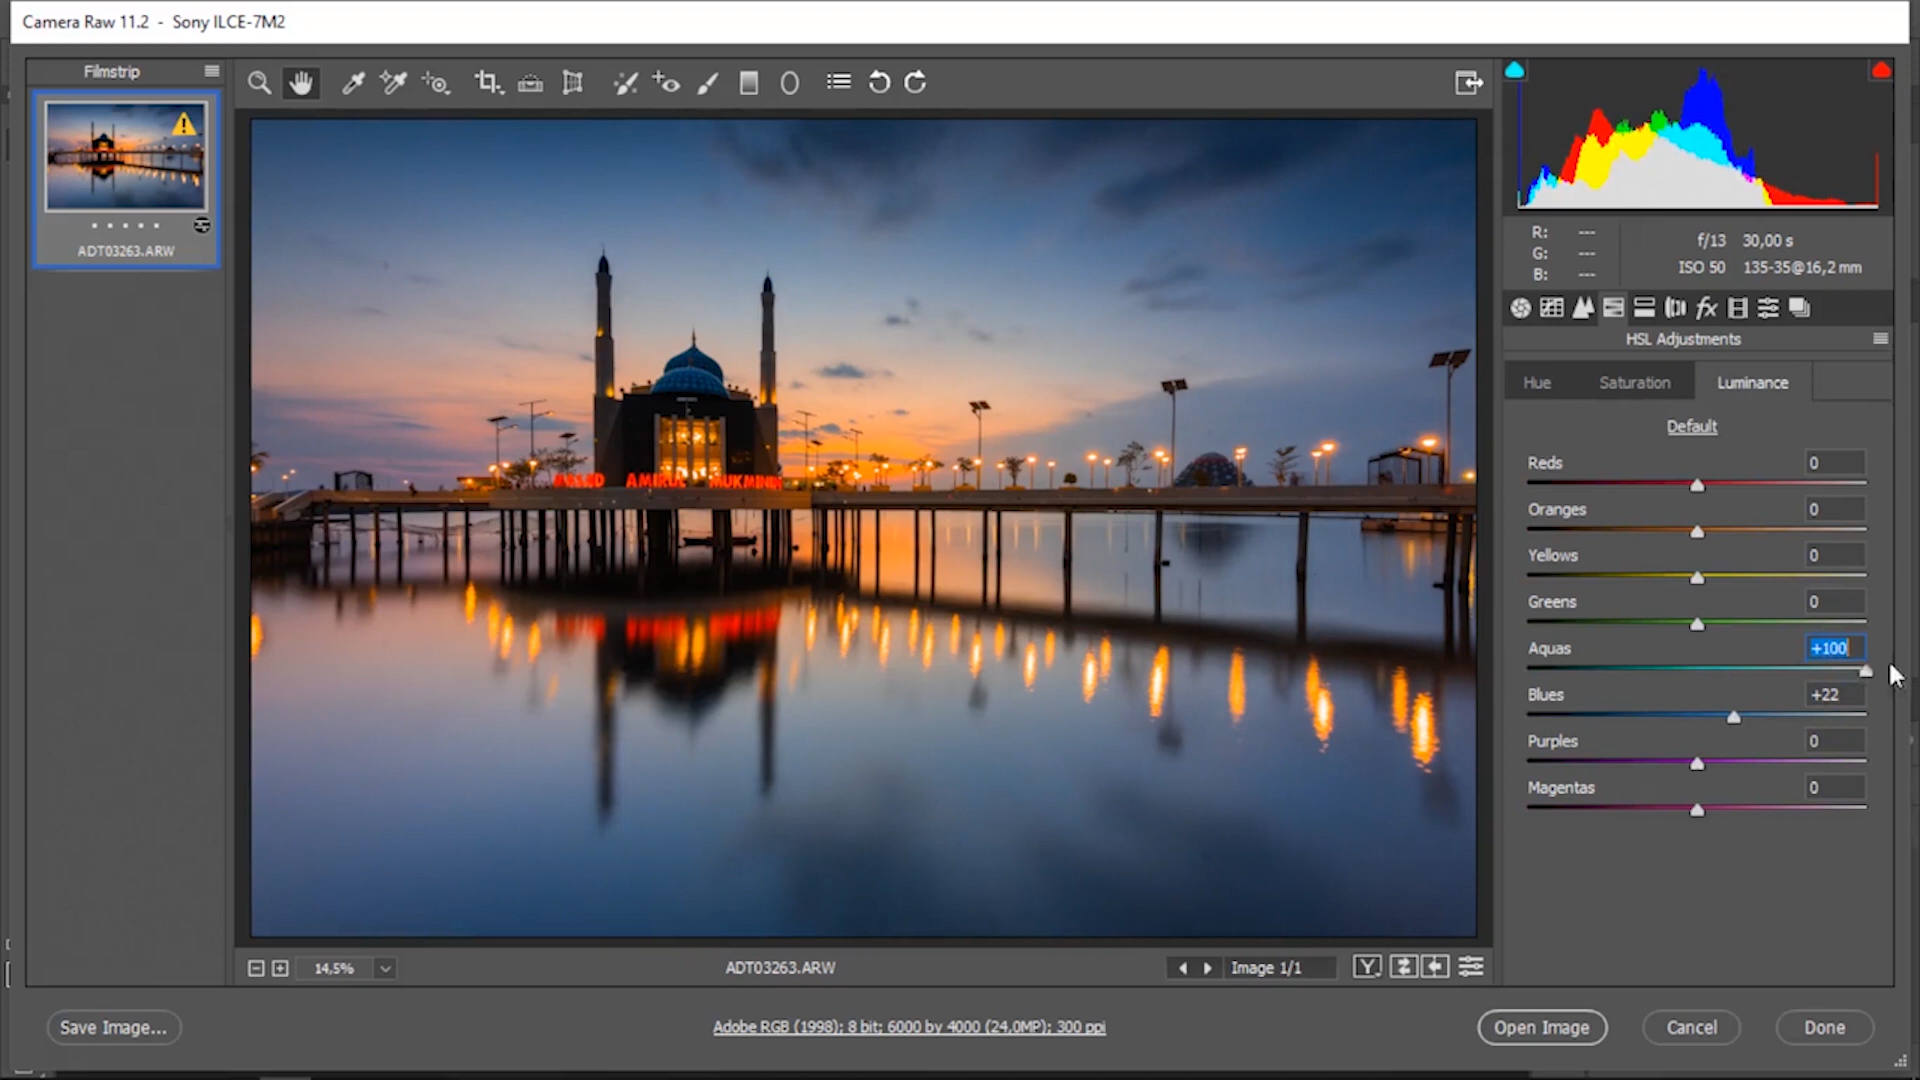 Camera Raw 11.2 - Sony ILCE-7M2
Filmstrip
ADT03263.ARW
MASJID AMIRUL MUKMININ
R: ---
G: ---
B: ---
f/13 30,00 s
ISO 50 135-35@16,2 mm
HSL Adjustments
Hue Saturation Luminance
Default
Reds 0
Oranges 0
Yellows 0
Greens 0
Aquas +100
Blues +22
Purples 0
Magentas 0
14,5%
ADT03263.ARW
Image 1/1
Save Image...
Adobe RGB (1998); 8 bit; 6000 by 4000 (24,0MP); 300 ppi
Open Image
Cancel
Done